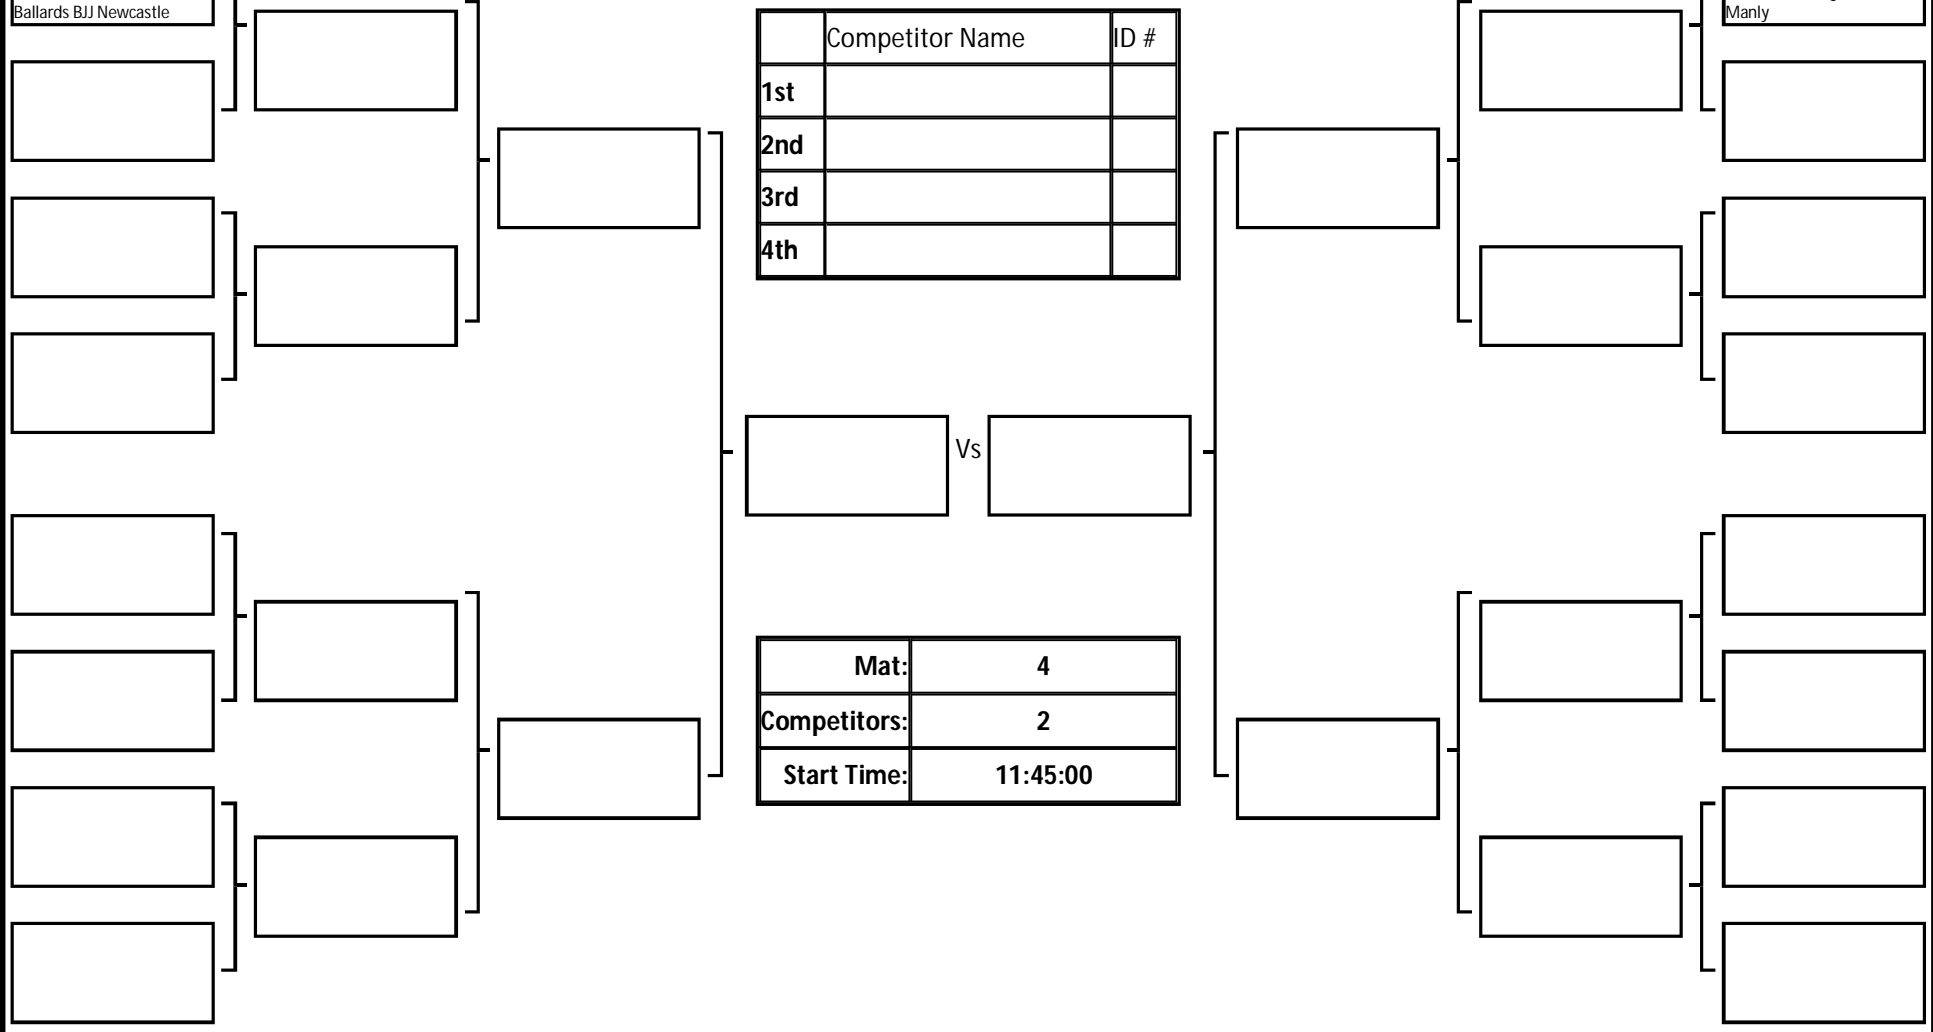 Ballards BJJ Newcastle
Manly
Competitor Name ID #
1st
2nd
3rd
4th
Vs
Mat: 4
Competitors: 2
Start Time: 11:45:00